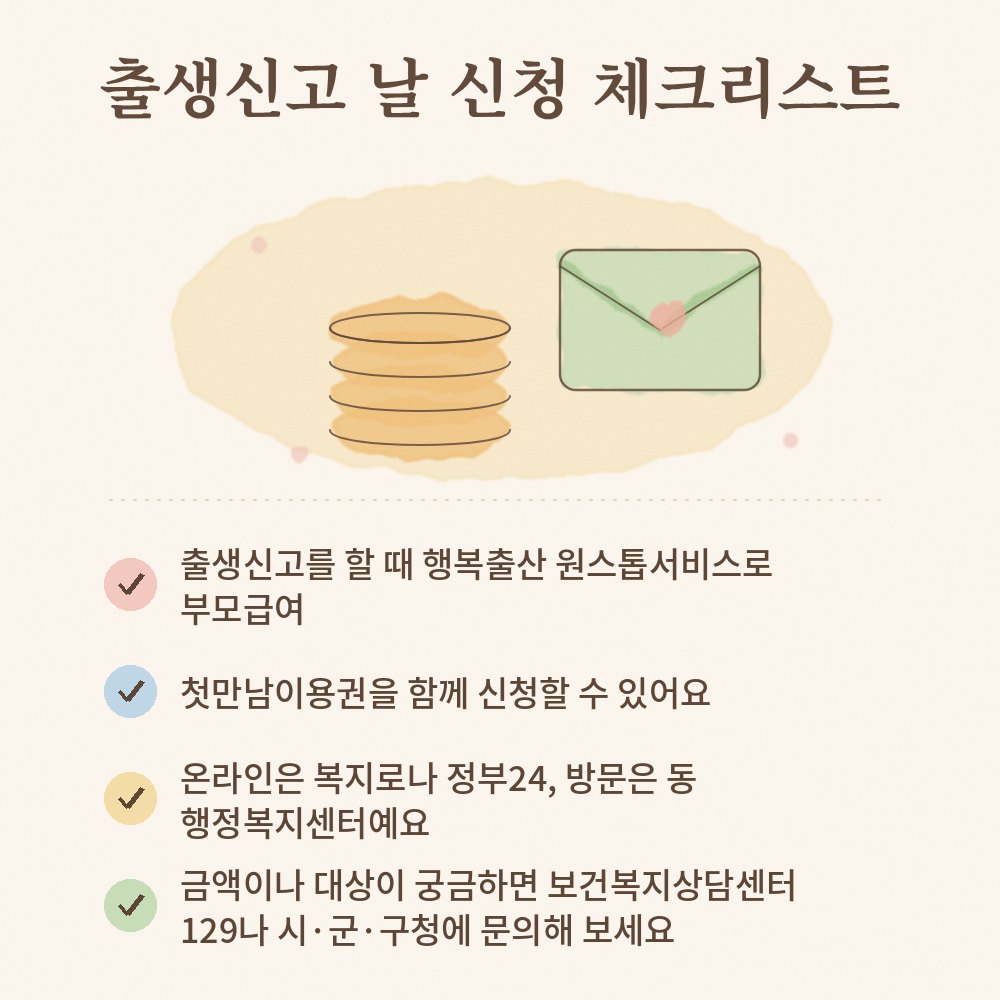 출생신고 날 신청 체크리스트
출생신고를 할 때 행복출산 원스톱서비스로
부모급여
첫만남이용권을 함께 신청할 수 있어요
온라인은 복지로나 정부24, 방문은 동
행정복지센터예요
금액이나 대상이 궁금하면 보건복지상담센터
129나 시·군·구청에 문의해 보세요